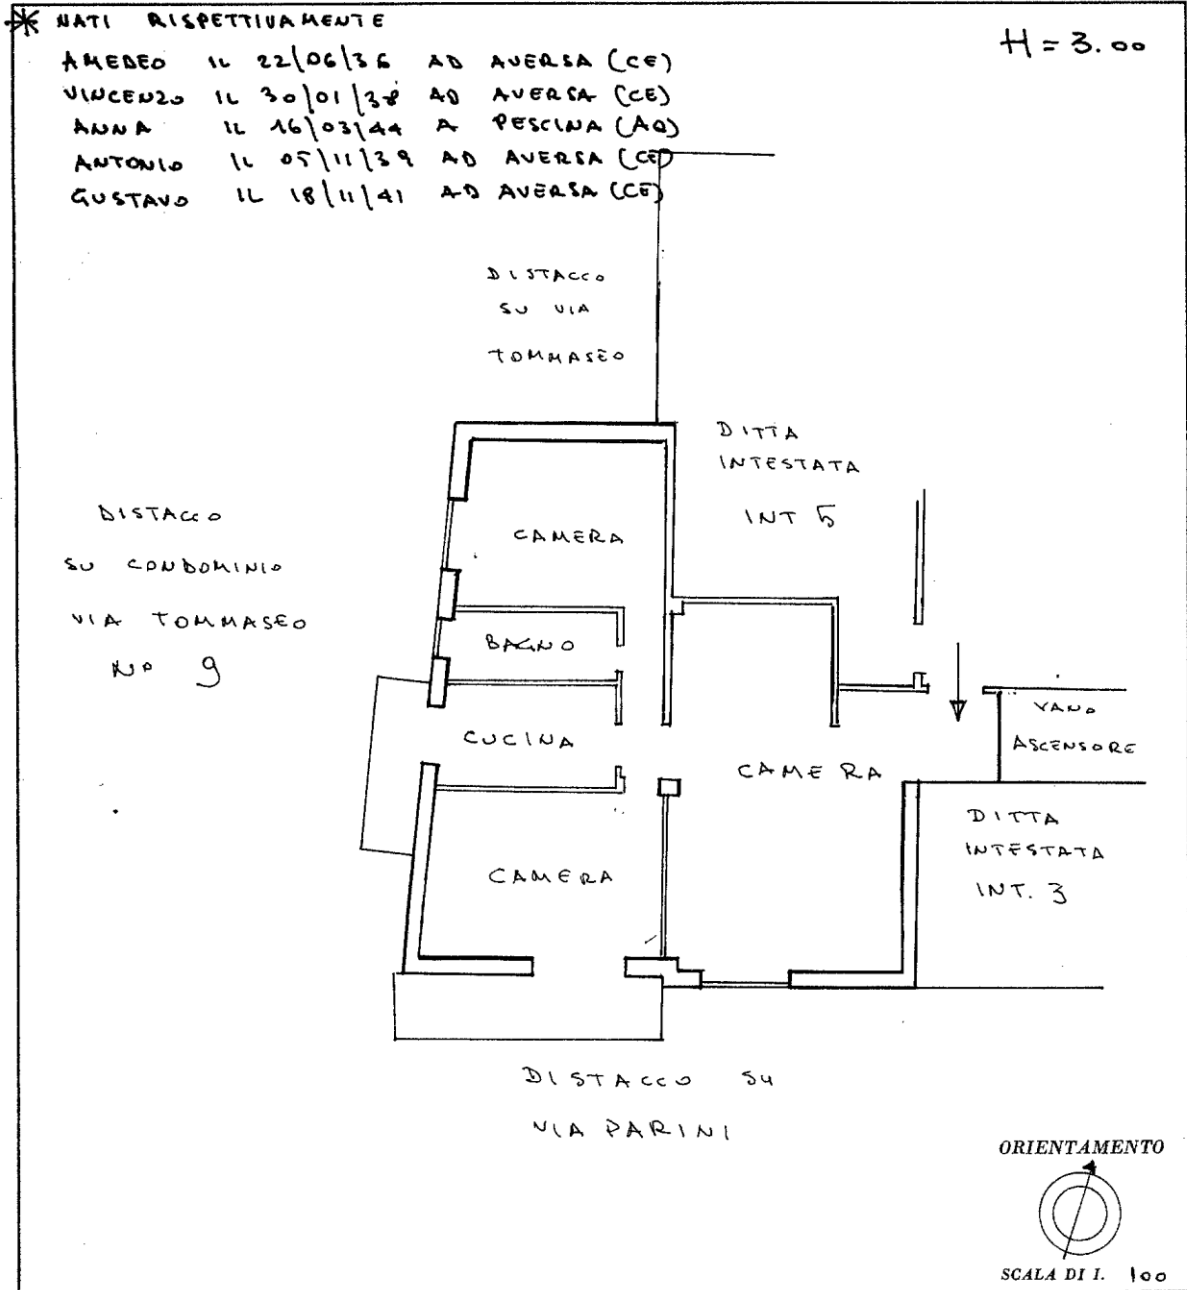 * NATI RISPETTIVAMENTE
AMEDEO IL 22/06/36 AD AVERSA (CE)
VINCENZO IL 30/01/38 AD AVERSA (CE)
ANNA IL 16/03/44 A PESCINA (AQ)
ANTONIO IL 05/11/39 AD AVERSA (CE)
GUSTAVO IL 18/11/41 AD AVERSA (CE)
H = 3.00
DISTACCO
SU VIA
TOMMASEO
DITTA
INTESTATA
INT 5
DISTACCO
SU CONDOMINIO
VIA TOMMASEO
No 9
CAMERA
BAGNO
CUCINA
CAMERA
CAMERA
VANO
ASCENSORE
DITTA
INTESTATA
INT. 3
DISTACCO SU
VIA PARINI
ORIENTAMENTO
SCALA DI I. 100